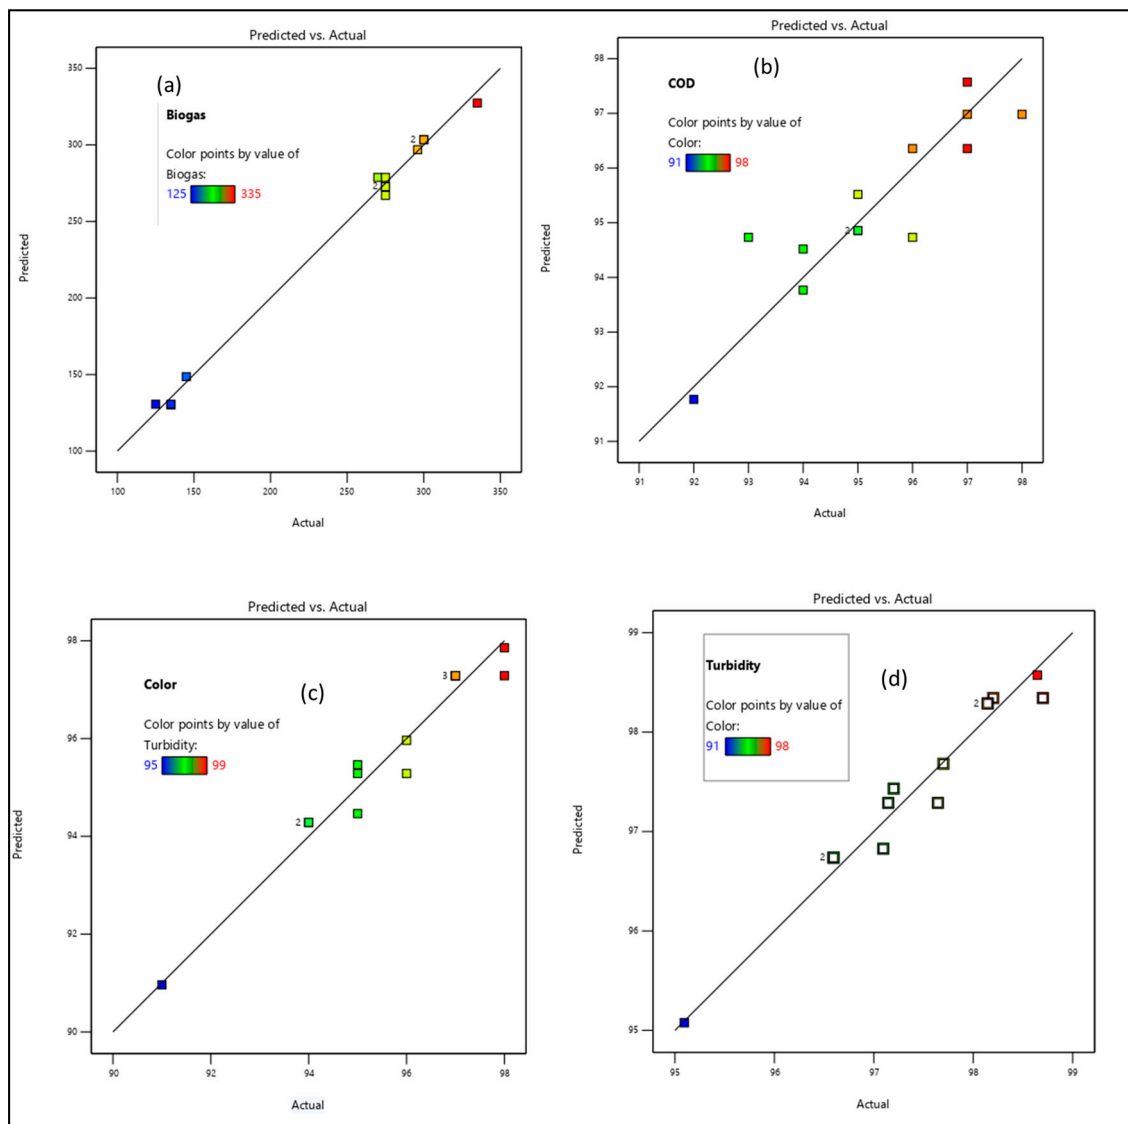 Predicted vs. Actual
(a)
Biogas
Color points by value of
Biogas:
125 335
350
300
250
200
150
100
2
2
Predicted
100 150 200 250 300 350
Actual
Predicted vs. Actual
(b)
COD
Color points by value of
Color:
91 98
98
97
96
95
94
93
92
91
2
Predicted
91 92 93 94 95 96 97 98
Actual
Predicted vs. Actual
(c)
Color
Color points by value of
Turbidity:
95 99
98
96
94
92
90
3
2
Predicted
90 92 94 96 98
Actual
Predicted vs. Actual
(d)
Turbidity
Color points by value of
Color:
91 98
99
98
97
96
95
2
2
Predicted
95 96 97 98 99
Actual